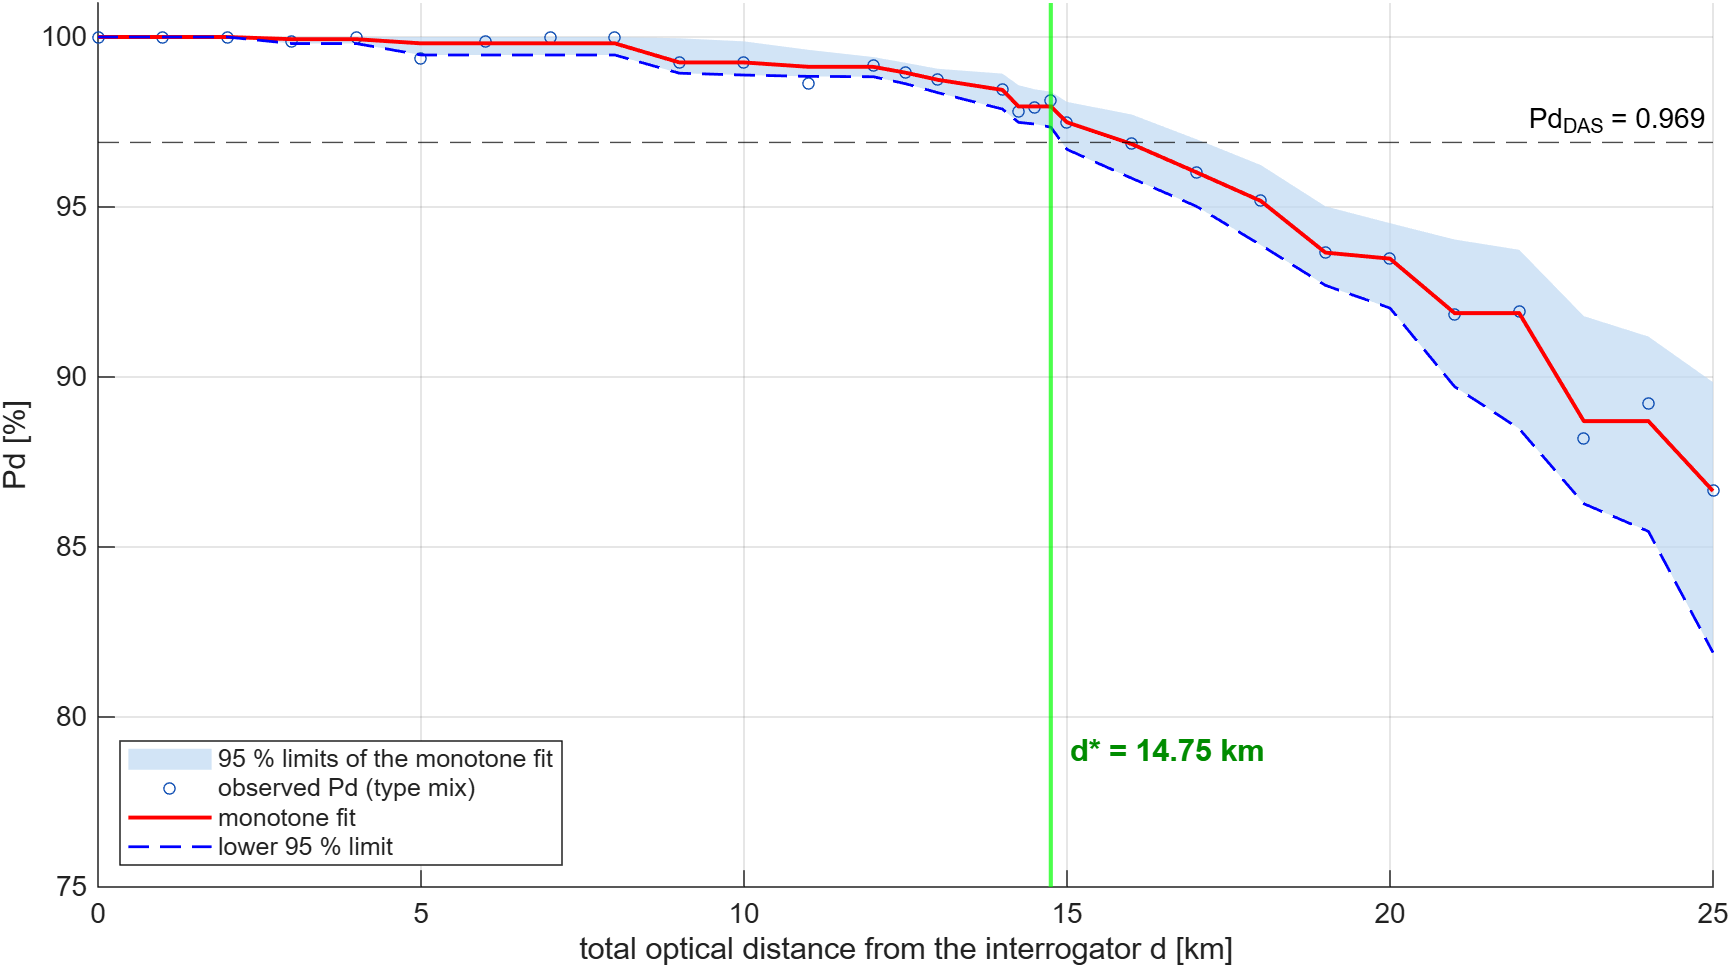 100
95
90
85
80
75
Pd [%]
Pd_DAS = 0.969
d* = 14.75 km
95 % limits of the monotone fit
observed Pd (type mix)
monotone fit
lower 95 % limit
0 5 10 15 20 25
total optical distance from the interrogator d [km]